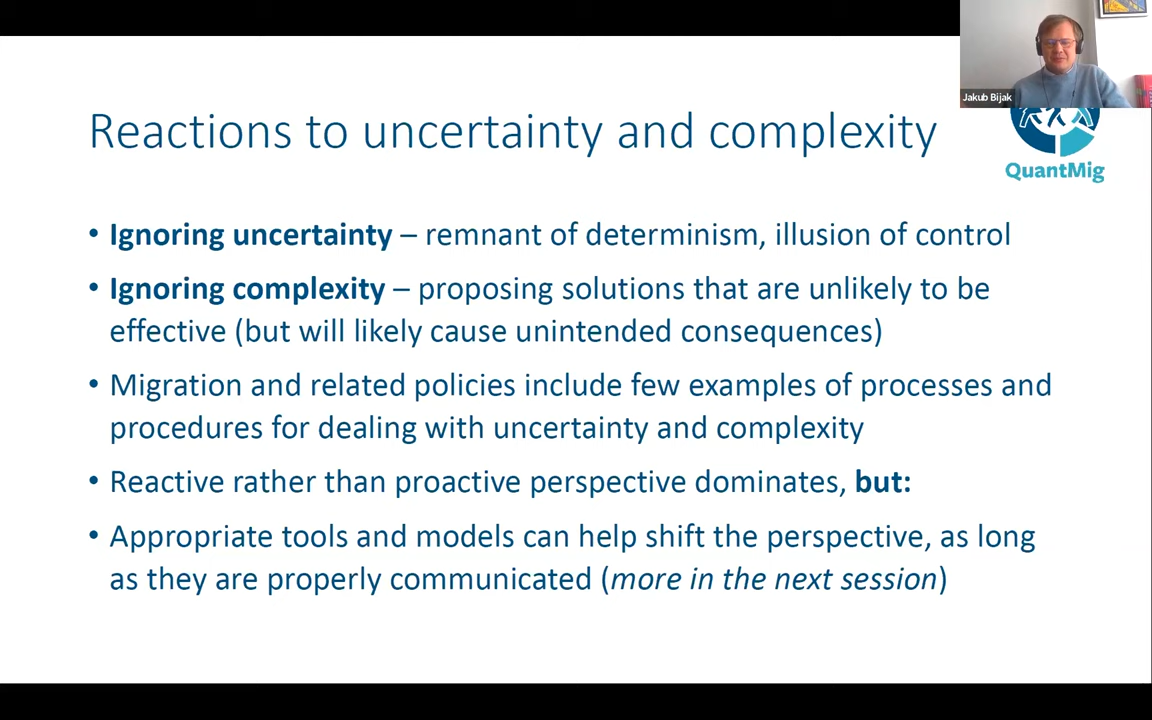 Jakub Bijak
Reactions to uncertainty and complexity
QuantMig
• Ignoring uncertainty – remnant of determinism, illusion of control
• Ignoring complexity – proposing solutions that are unlikely to be
effective (but will likely cause unintended consequences)
• Migration and related policies include few examples of processes and
procedures for dealing with uncertainty and complexity
• Reactive rather than proactive perspective dominates, but:
• Appropriate tools and models can help shift the perspective, as long
as they are properly communicated (more in the next session)